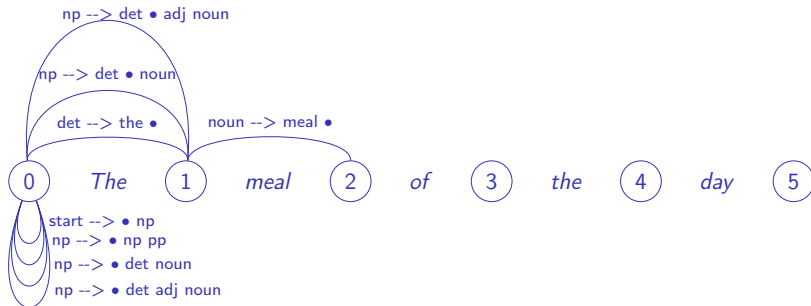 np --> det • adj noun
np --> det • noun
det --> the • noun --> meal •
0 The 1 meal 2 of 3 the 4 day 5
start --> • np
np --> • np pp
np --> • det noun
np --> • det adj noun